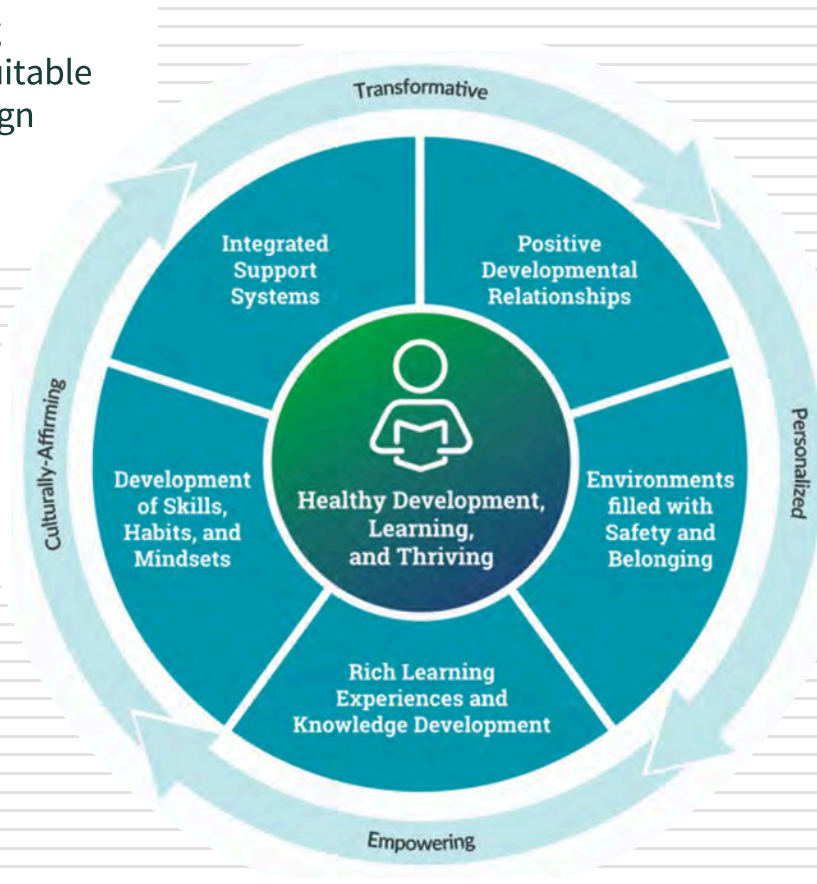 gn
Transformative
Integrated
Support
Systems
Positive
Developmental
Relationships
Personalized
Environments
filled with
Safety and
Belonging
Healthy Development,
Learning,
and Thriving
Rich Learning
Experiences and
Knowledge Development
Empowering
Development
of Skills,
Habits, and
Mindsets
Culturally-Affirming